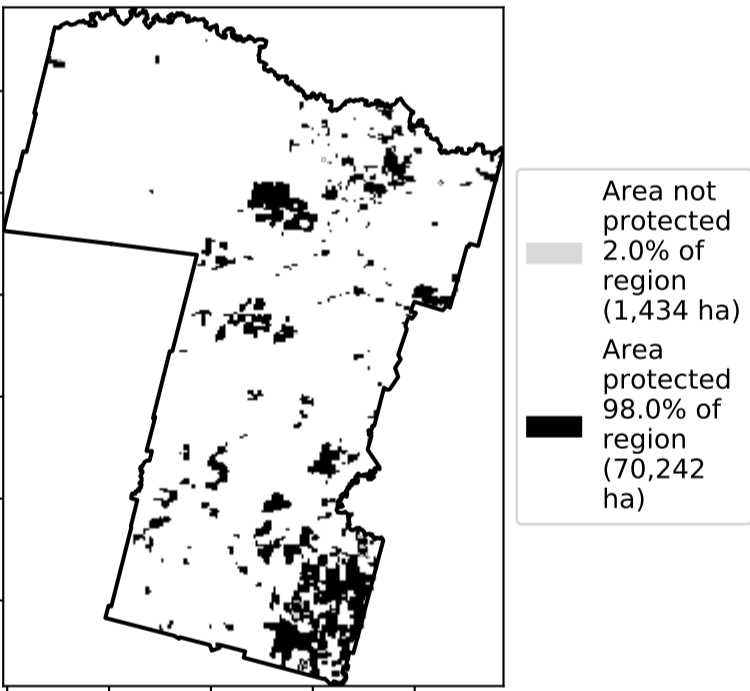 Area not
protected
2.0% of
region
(1,434 ha)
Area
protected
98.0% of
region
(70,242
ha)